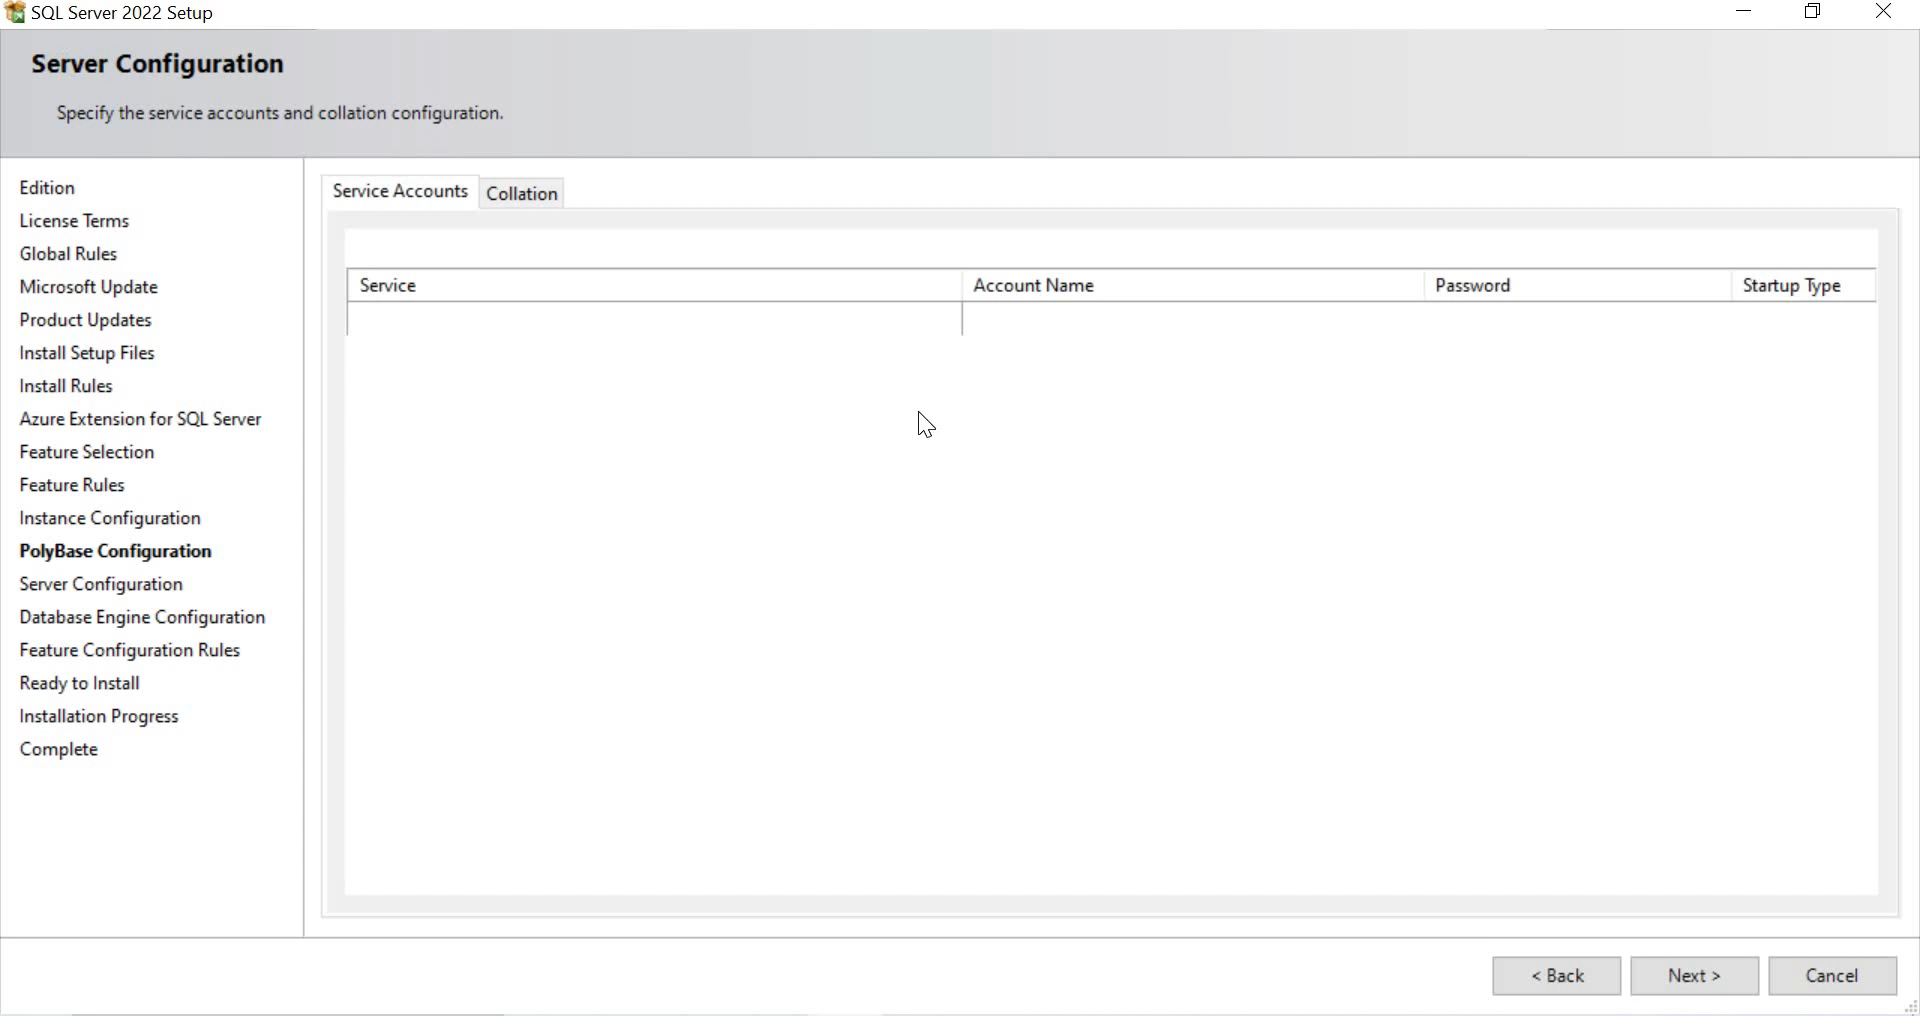 SQL Server 2022 Setup
Server Configuration
Specify the service accounts and collation configuration.
Edition
License Terms
Global Rules
Microsoft Update
Product Updates
Install Setup Files
Install Rules
Azure Extension for SQL Server
Feature Selection
Feature Rules
Instance Configuration
PolyBase Configuration
Server Configuration
Database Engine Configuration
Feature Configuration Rules
Ready to Install
Installation Progress
Complete
Service Accounts Collation
Service Account Name Password Startup Type
< Back Next > Cancel